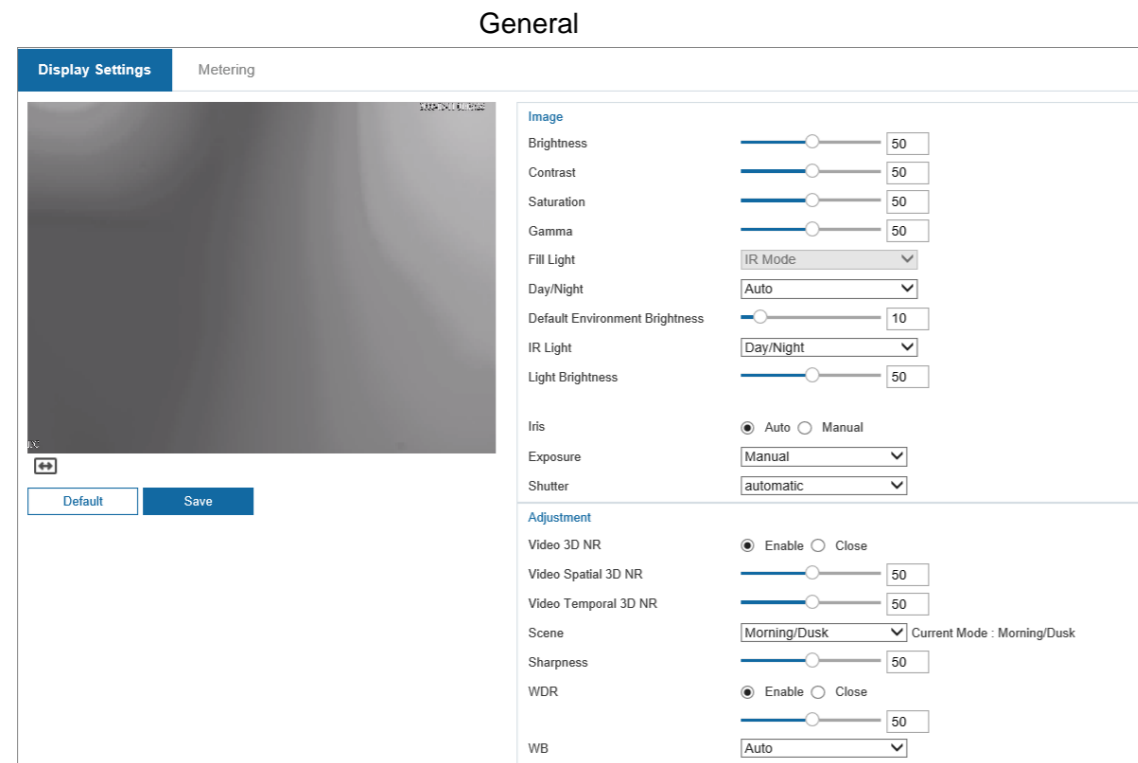 General
Display Settings Metering
Image
Brightness 50
Contrast 50
Saturation 50
Gamma 50
Fill Light IR Mode
Day/Night Auto
Default Environment Brightness 10
IR Light Day/Night
Light Brightness 50
Iris Auto Manual
Exposure Manual
Shutter automatic
Default Save
Adjustment
Video 3D NR Enable Close
Video Spatial 3D NR 50
Video Temporal 3D NR 50
Scene Morning/Dusk Current Mode : Morning/Dusk
Sharpness 50
WDR Enable Close
50
WB Auto